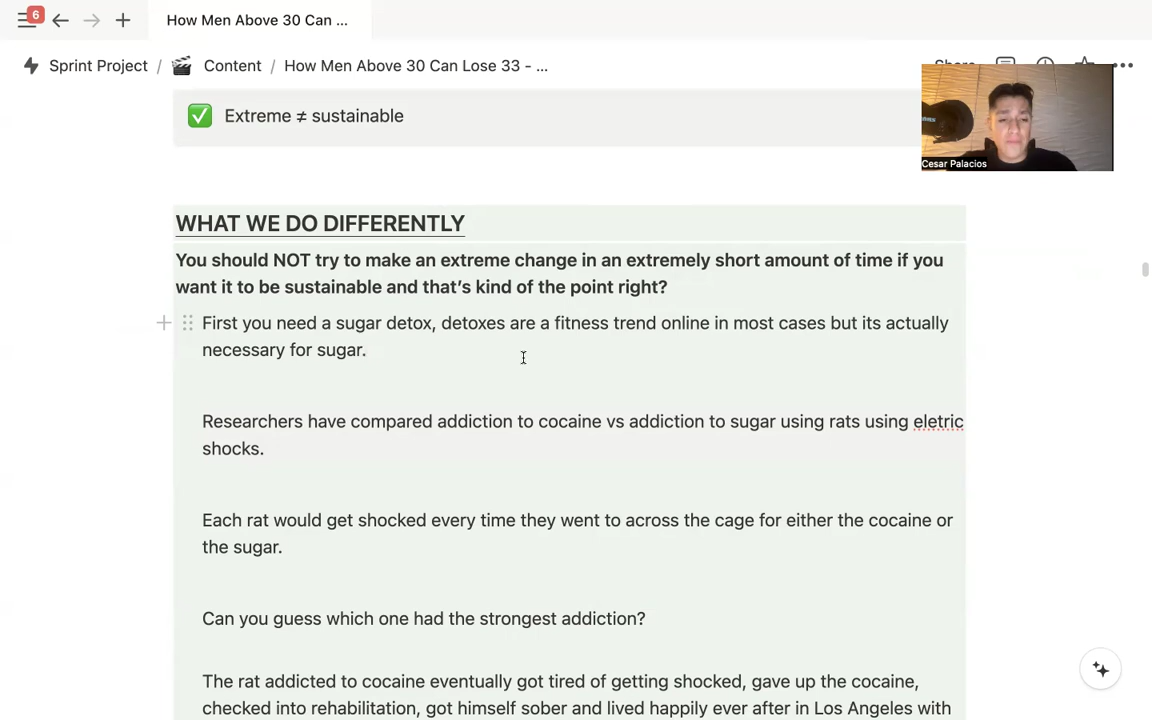 6
How Men Above 30 Can ...
Sprint Project / Content / How Men Above 30 Can Lose 33 - ...
Share
Extreme ≠ sustainable
Cesar Palacios
WHAT WE DO DIFFERENTLY
You should NOT try to make an extreme change in an extremely short amount of time if you
want it to be sustainable and that's kind of the point right?
First you need a sugar detox, detoxes are a fitness trend online in most cases but its actually
necessary for sugar.
Researchers have compared addiction to cocaine vs addiction to sugar using rats using eletric
shocks.
Each rat would get shocked every time they went to across the cage for either the cocaine or
the sugar.
Can you guess which one had the strongest addiction?
The rat addicted to cocaine eventually got tired of getting shocked, gave up the cocaine,
checked into rehabilitation, got himself sober and lived happily ever after in Los Angeles with